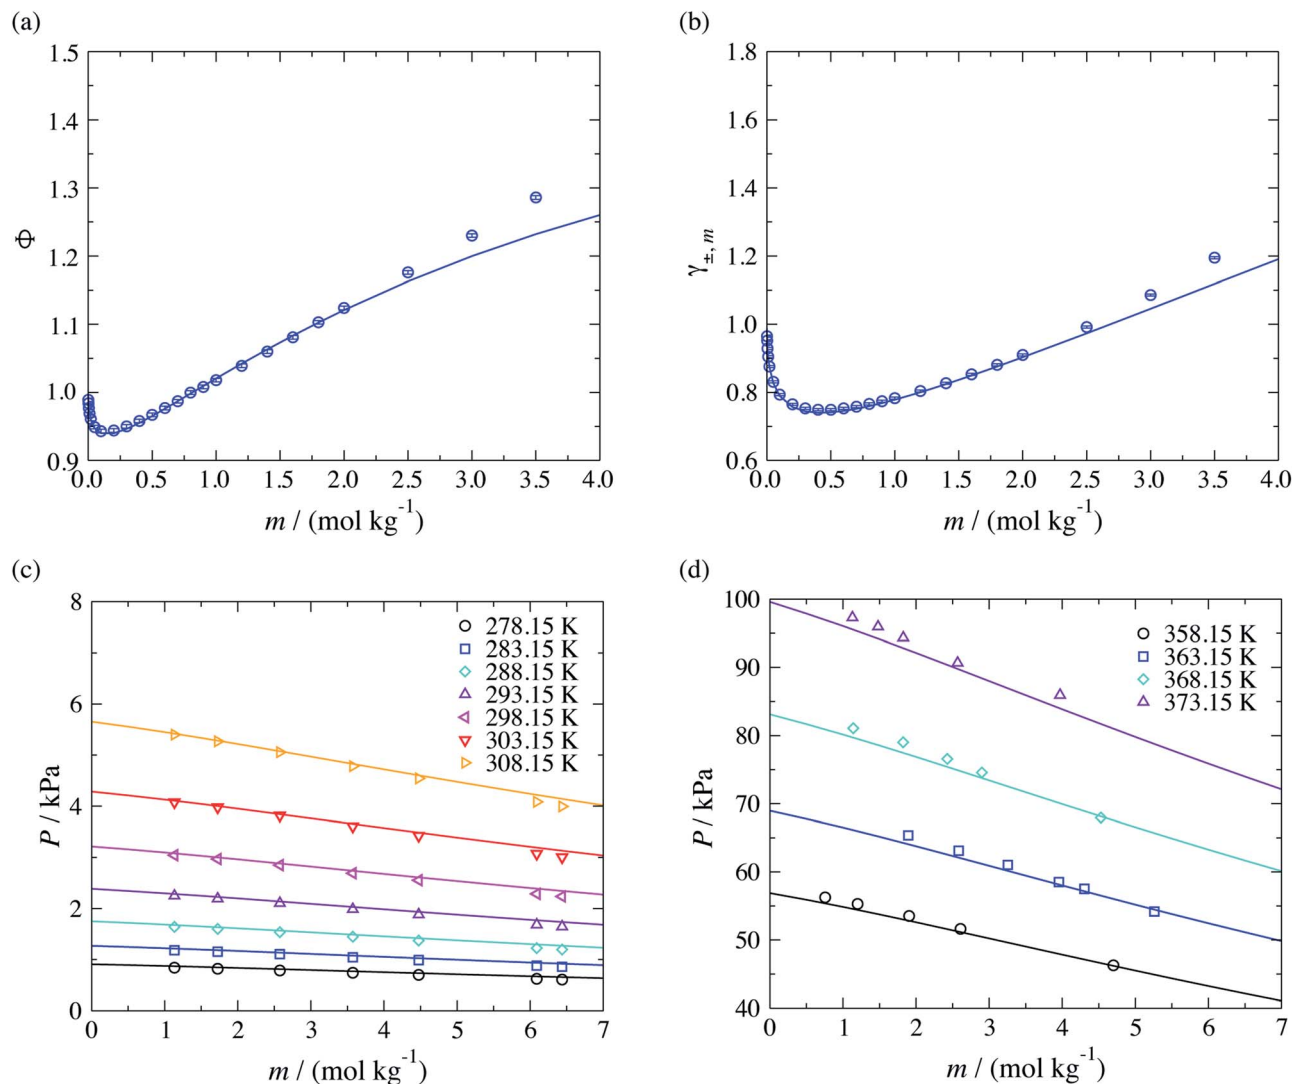 (a)
1.5
1.4
1.3
1.2
1.1
1.0
0.9
Φ
0.0 0.5 1.0 1.5 2.0 2.5 3.0 3.5 4.0
m / (mol kg⁻¹)
(b)
1.8
1.6
1.4
1.2
1.0
0.8
0.6
γ±, m
0.0 0.5 1.0 1.5 2.0 2.5 3.0 3.5 4.0
m / (mol kg⁻¹)
(c)
8
6
4
2
0
P / kPa
278.15 K
283.15 K
288.15 K
293.15 K
298.15 K
303.15 K
308.15 K
0 1 2 3 4 5 6 7
m / (mol kg⁻¹)
(d)
100
90
80
70
60
50
40
P / kPa
358.15 K
363.15 K
368.15 K
373.15 K
0 1 2 3 4 5 6 7
m / (mol kg⁻¹)